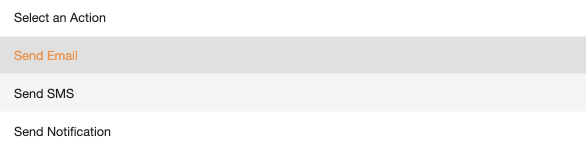 Select an Action
Send Email
Send SMS
Send Notification